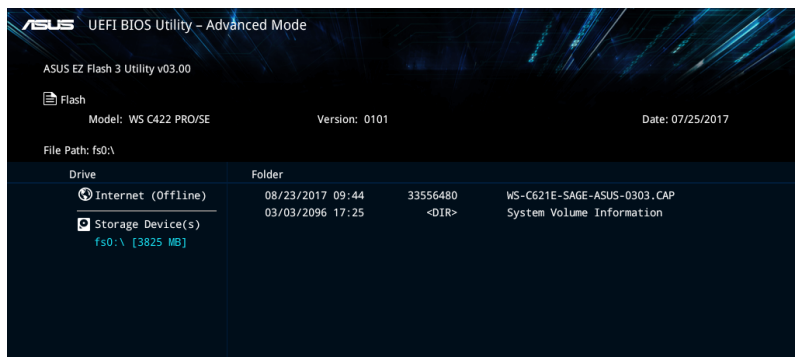 ASUS UEFI BIOS Utility – Advanced Mode
ASUS EZ Flash 3 Utility v03.00
Flash
Model: WS C422 PRO/SE Version: 0101 Date: 07/25/2017
File Path: fs0:\
Drive Folder
Internet (Offline) 08/23/2017 09:44 33556480 WS-C621E-SAGE-ASUS-0303.CAP
03/03/2096 17:25 <DIR> System Volume Information
Storage Device(s)
fs0:\ [3825 MB]